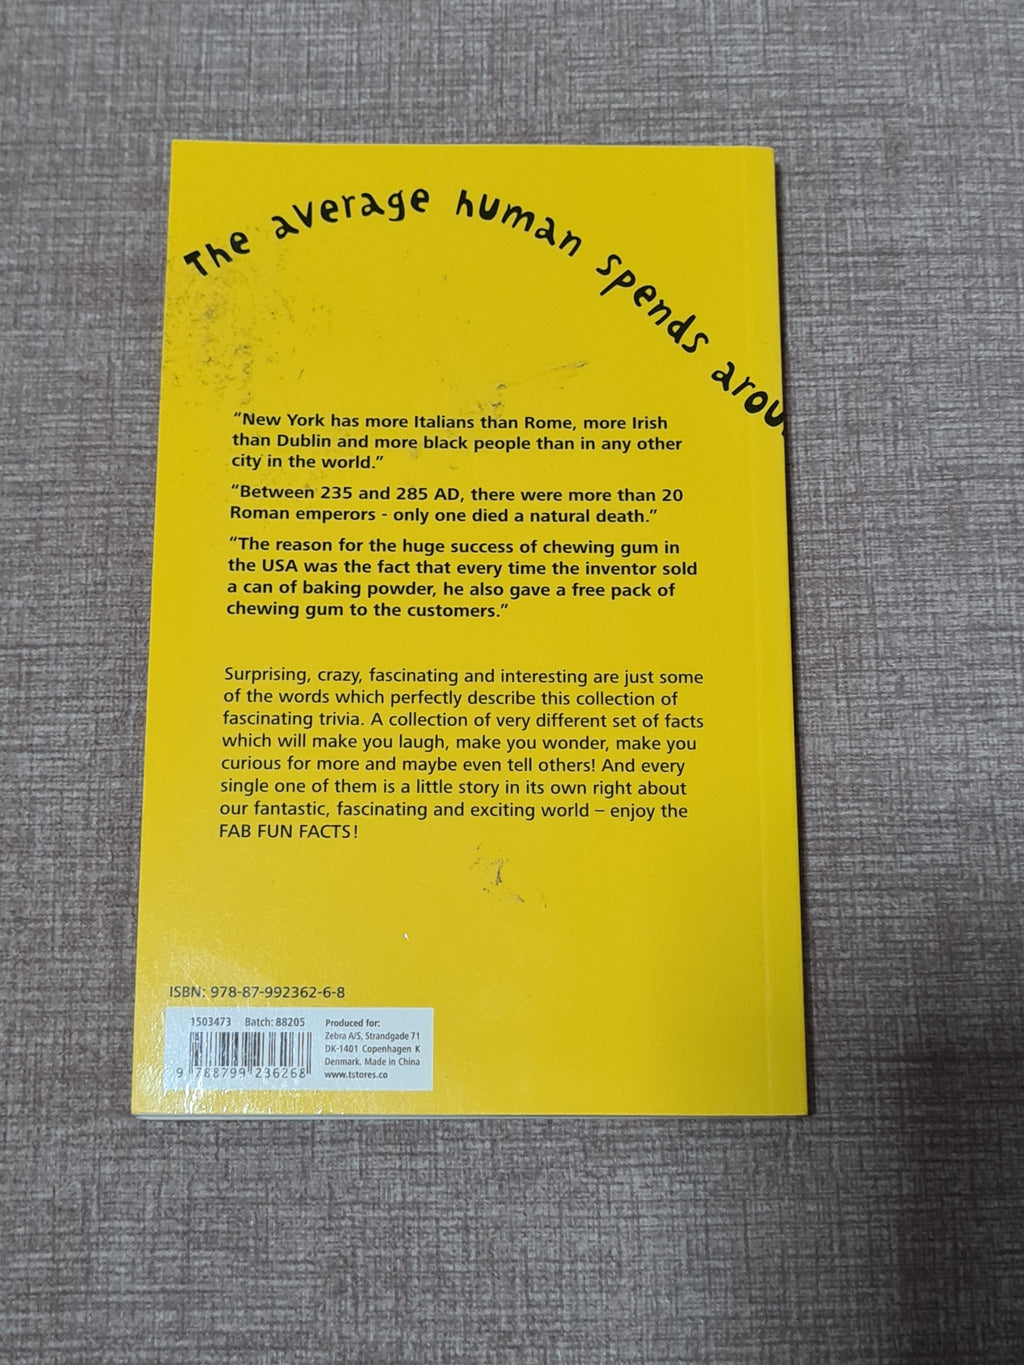 The average human spends arou
“New York has more Italians than Rome, more Irish
than Dublin and more black people than in any other
city in the world.”
“Between 235 and 285 AD, there were more than 20
Roman emperors - only one died a natural death.”
“The reason for the huge success of chewing gum in
the USA was the fact that every time the inventor sold
a can of baking powder, he also gave a free pack of
chewing gum to the customers.”
Surprising, crazy, fascinating and interesting are just some
of the words which perfectly describe this collection of
fascinating trivia. A collection of very different set of facts
which will make you laugh, make you wonder, make you
curious for more and maybe even tell others! And every
single one of them is a little story in its own right about
our fantastic, fascinating and exciting world – enjoy the
FAB FUN FACTS!
ISBN: 978-87-992362-6-8
1503473 Batch: 88205
9 788799 236268
Produced for:
Zebra A/S, Strandgade 71
DK-1401 Copenhagen K
Denmark. Made in China
www.tstores.co